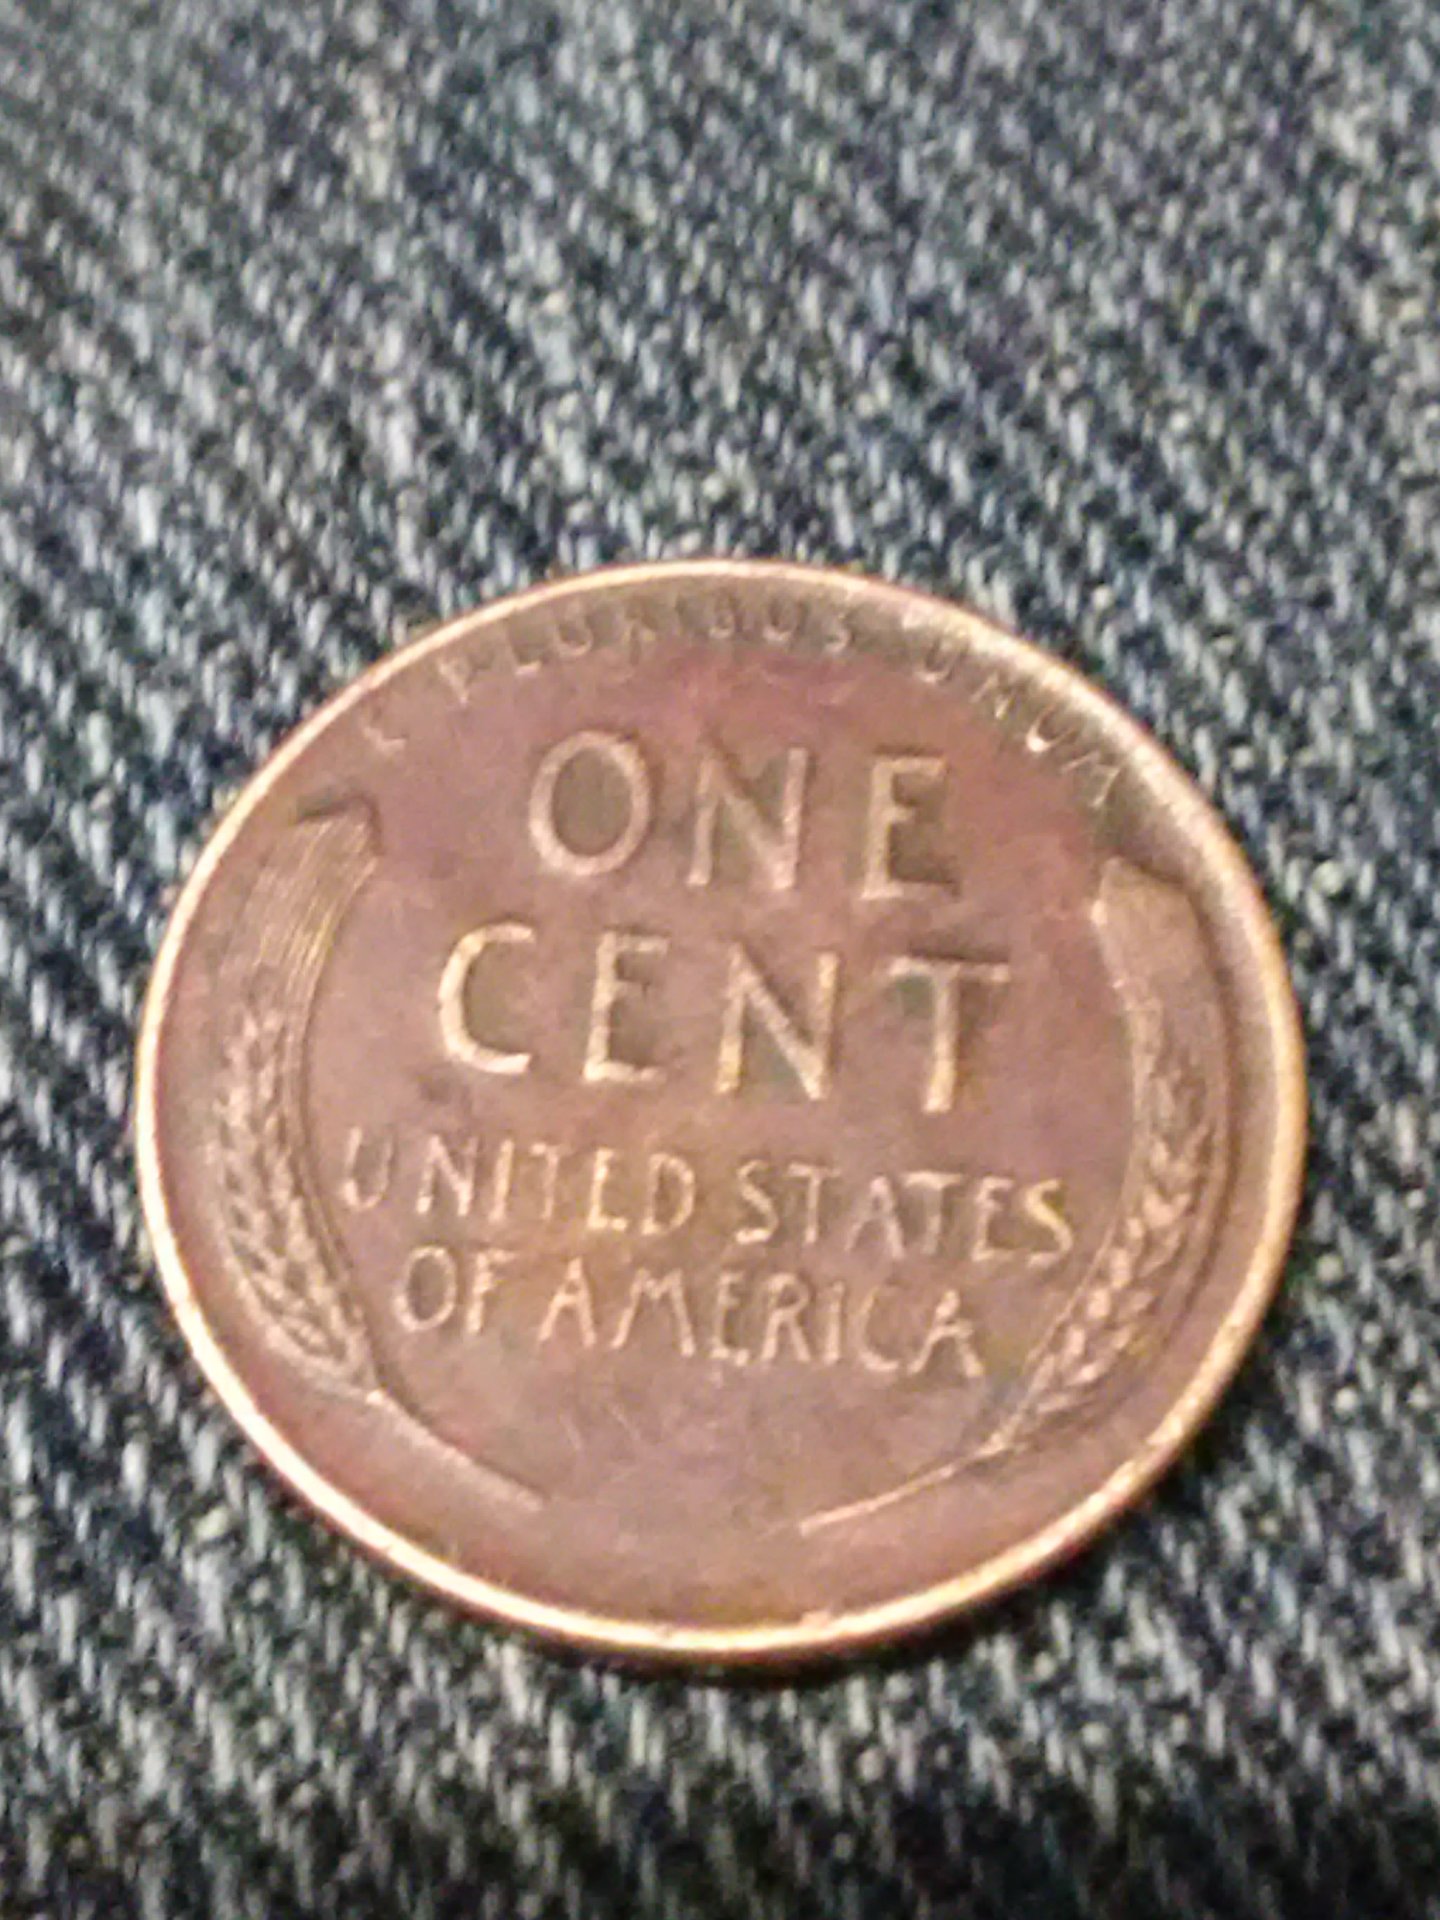 E PLURIBUS UNUM
ONE
CENT
UNITED STATES
OF AMERICA